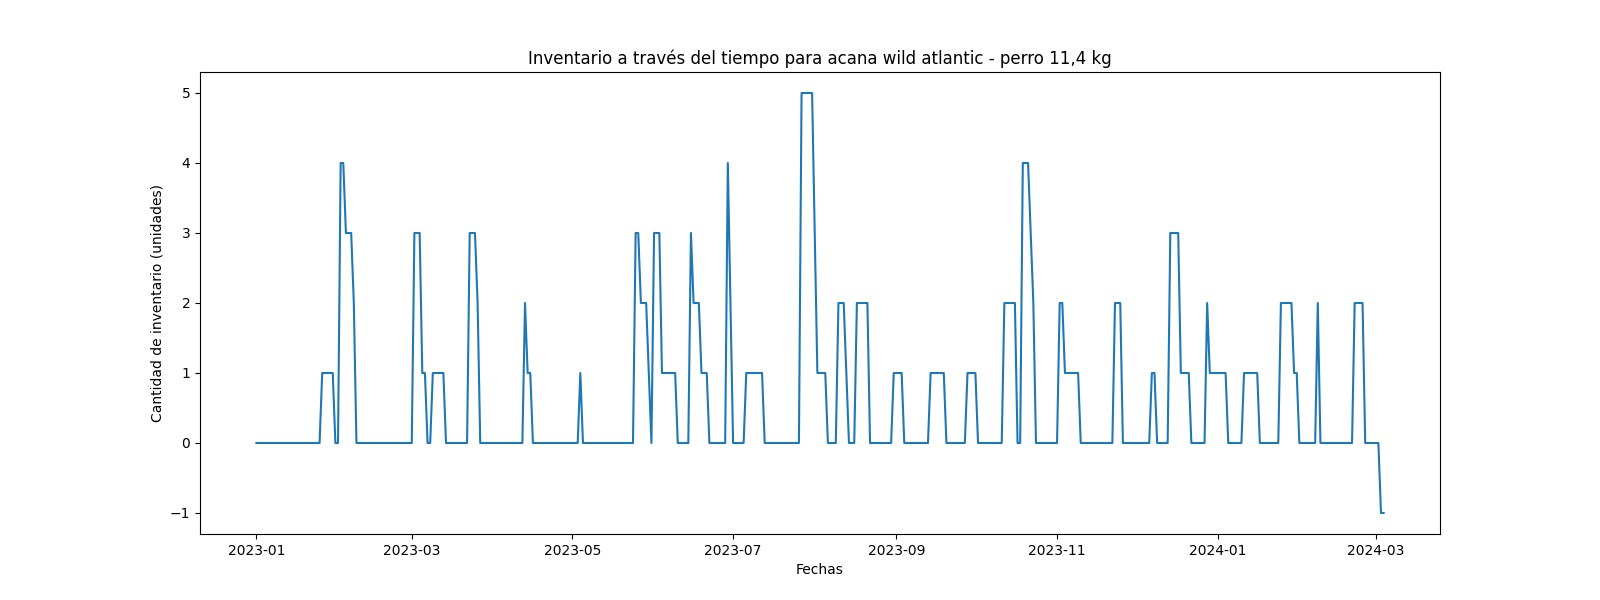 Inventario a través del tiempo para acana wild atlantic - perro 11,4 kg
Cantidad de inventario (unidades)
5
4
3
2
1
0
−1
2023-01 2023-03 2023-05 2023-07 2023-09 2023-11 2024-01 2024-03
Fechas